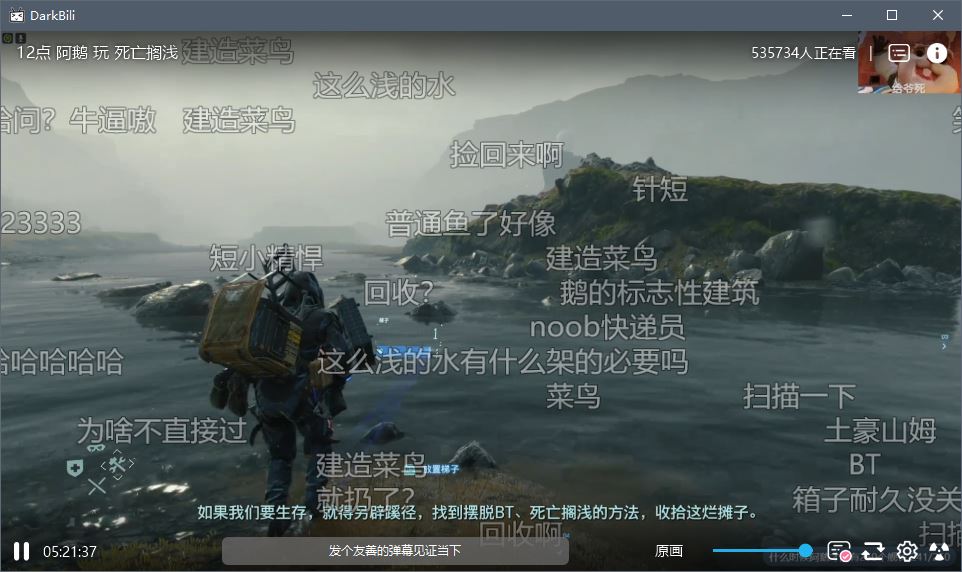 DarkBili
12点 阿鹅 玩 死亡搁浅
建造菜鸟
535734人正在看
这么浅的水
给爷死
哈问？牛逼嗷
建造菜鸟
捡回来啊
针短
23333
普通鱼了好像
短小精悍
建造菜鸟
回收？
鹅的标志性建筑
noob快递员
哈哈哈哈哈
这么浅的水有什么架的必要吗
菜鸟
扫描一下
为啥不直接过
土豪山姆
建造菜鸟
放置梯子
BT
就扔了？
箱子耐久没关
如果我们要生存，就得另辟蹊径，找到摆脱BT、死亡搁浅的方法，收拾这烂摊子。
回收啊
扫描
05:21:37
发个友善的弹幕见证当下
原画